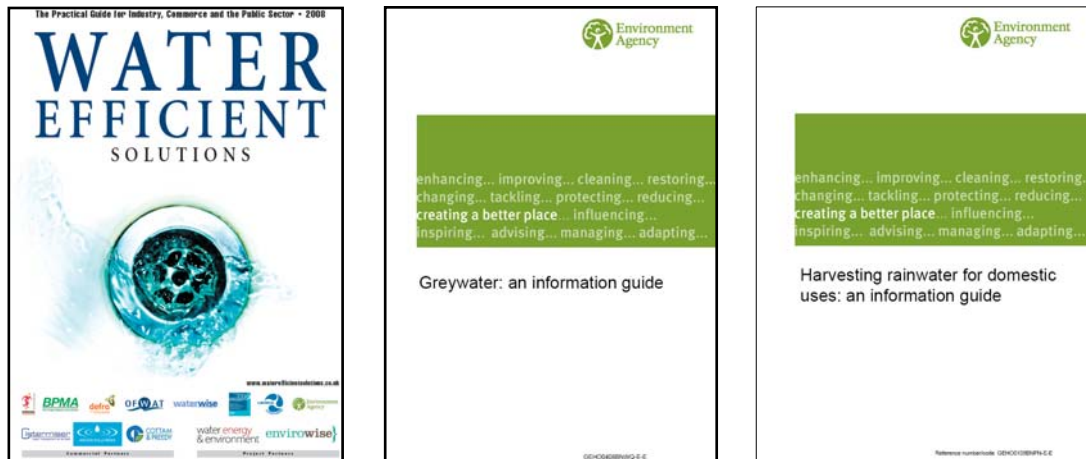 The Practical Guide for Industry, Commerce and the Public Sector • 2008
WATER
EFFICIENT
SOLUTIONS
www.waterefficientsolutions.co.uk
BPMA
defra
OFWAT
waterwise
Environment
Agency
COTTAM
& PREEDY
water energy
& environment
envirowise}
Commercial Partners
Project Partners
Environment
Agency
enhancing... improving... cleaning... restoring...
changing... tackling... protecting... reducing...
creating a better place... influencing...
inspiring... advising... managing... adapting...
Greywater: an information guide
Environment
Agency
enhancing... improving... cleaning... restoring.
changing... tackling... protecting... reducing...
creating a better place... influencing...
inspiring... advising... managing... adapting...
Harvesting rainwater for domestic
uses: an information guide